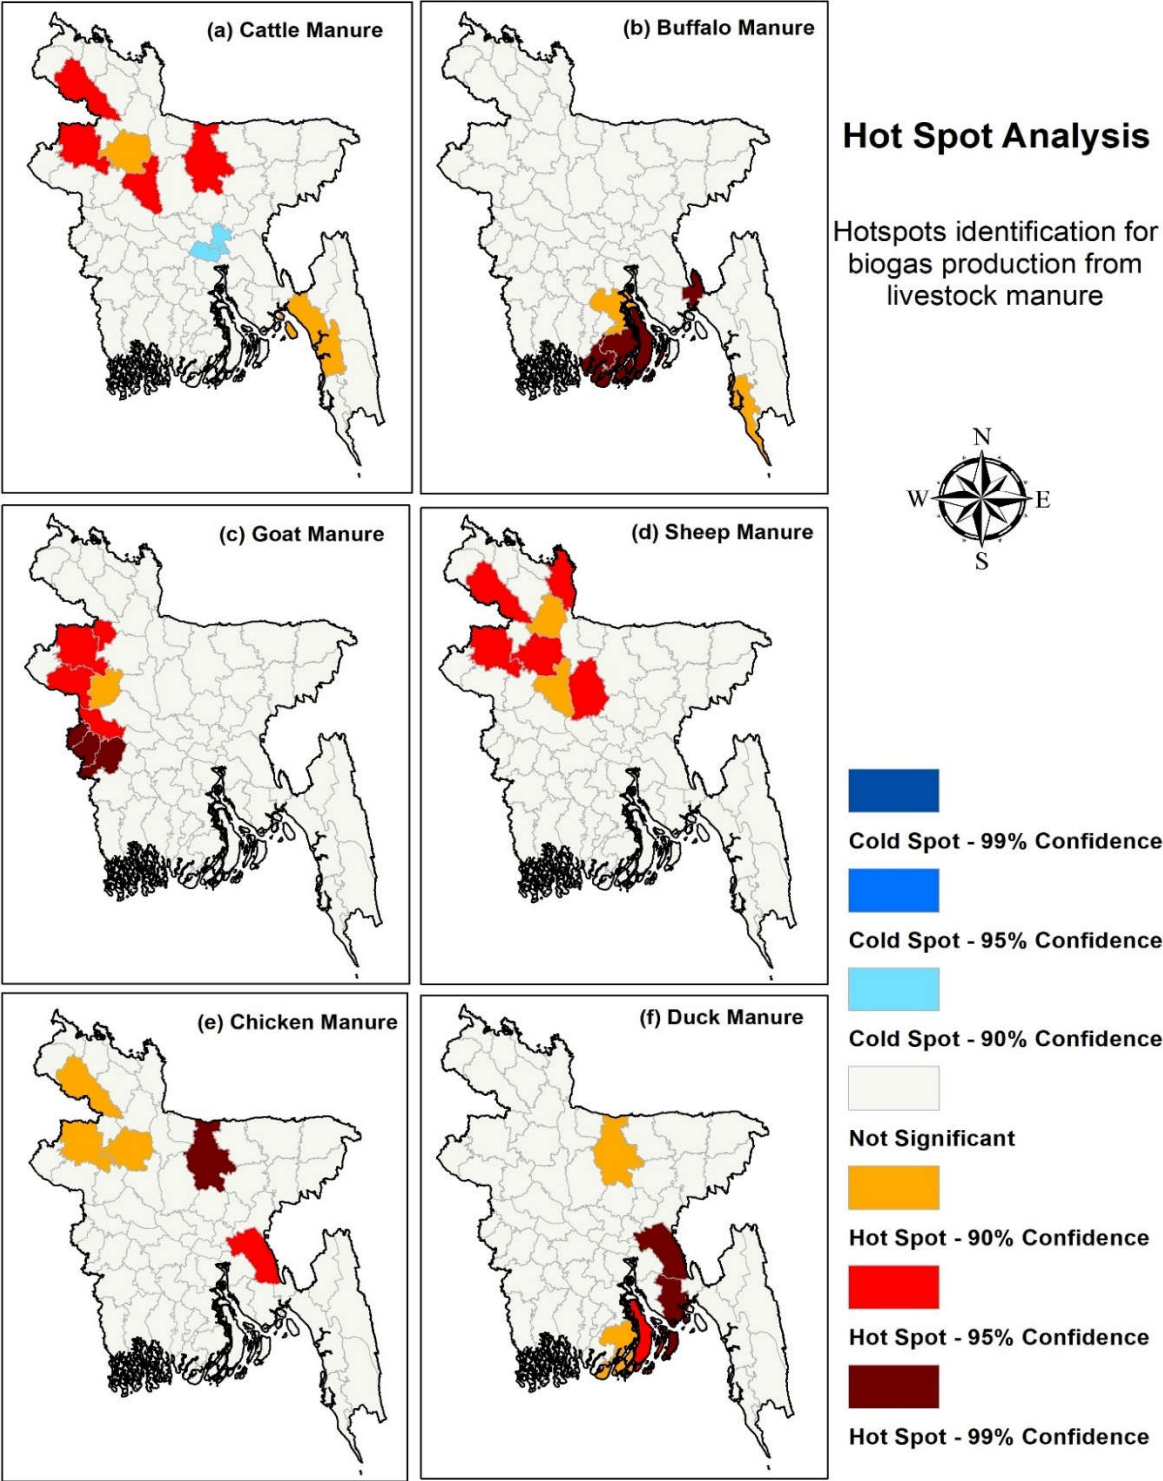 (a) Cattle Manure
(b) Buffalo Manure
Hot Spot Analysis
Hotspots identification for
biogas production from
livestock manure
N
W
E
S
(c) Goat Manure
(d) Sheep Manure
(e) Chicken Manure
(f) Duck Manure
Cold Spot - 99% Confidence
Cold Spot - 95% Confidence
Cold Spot - 90% Confidence
Not Significant
Hot Spot - 90% Confidence
Hot Spot - 95% Confidence
Hot Spot - 99% Confidence